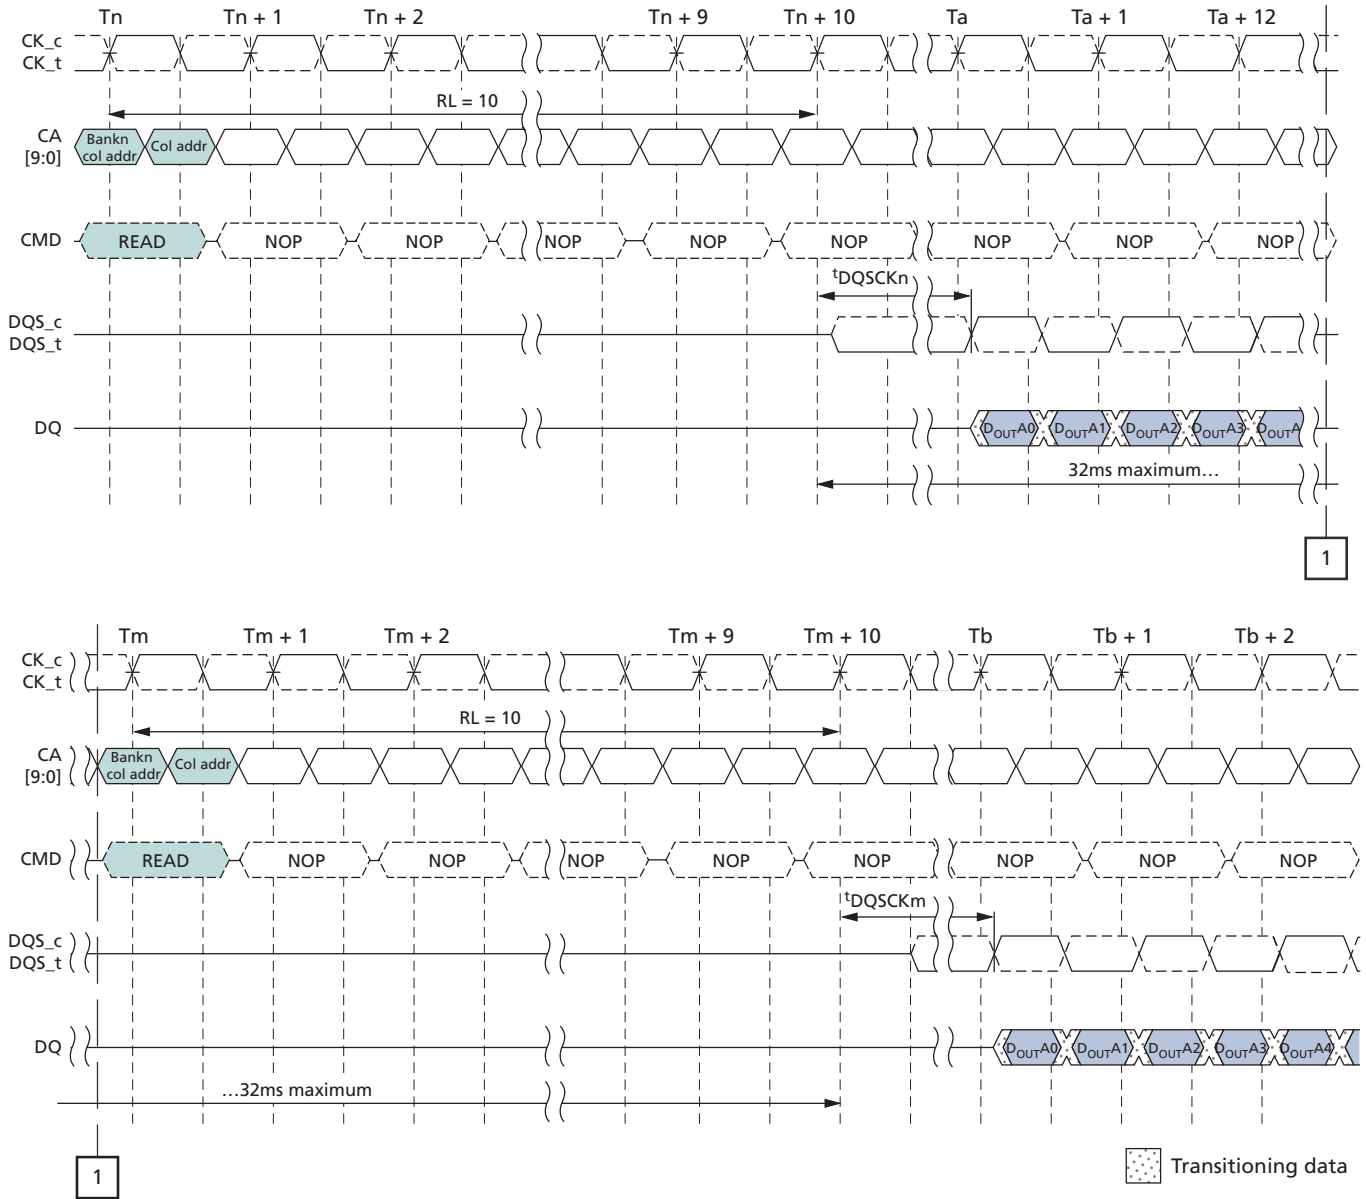 Tn Tn + 1 Tn + 2 Tn + 9 Tn + 10 Ta Ta + 1 Ta + 12
CK_c
CK_t
RL = 10
CA
[9:0]
Bankn
col addr
Col addr
CMD READ NOP NOP NOP NOP NOP NOP NOP NOP
tDQSCKn
DQS_c
DQS_t
DQ DOUTA0 DOUTA1 DOUTA2 DOUTA3 DOUTA
32ms maximum…
1
Tm Tm + 1 Tm + 2 Tm + 9 Tm + 10 Tb Tb + 1 Tb + 2
CK_c
CK_t
RL = 10
CA
[9:0]
Bankn
col addr
Col addr
CMD READ NOP NOP NOP NOP NOP NOP NOP NOP
tDQSCKm
DQS_c
DQS_t
DQ DOUTA0 DOUTA1 DOUTA2 DOUTA3 DOUTA4
…32ms maximum
1
Transitioning data